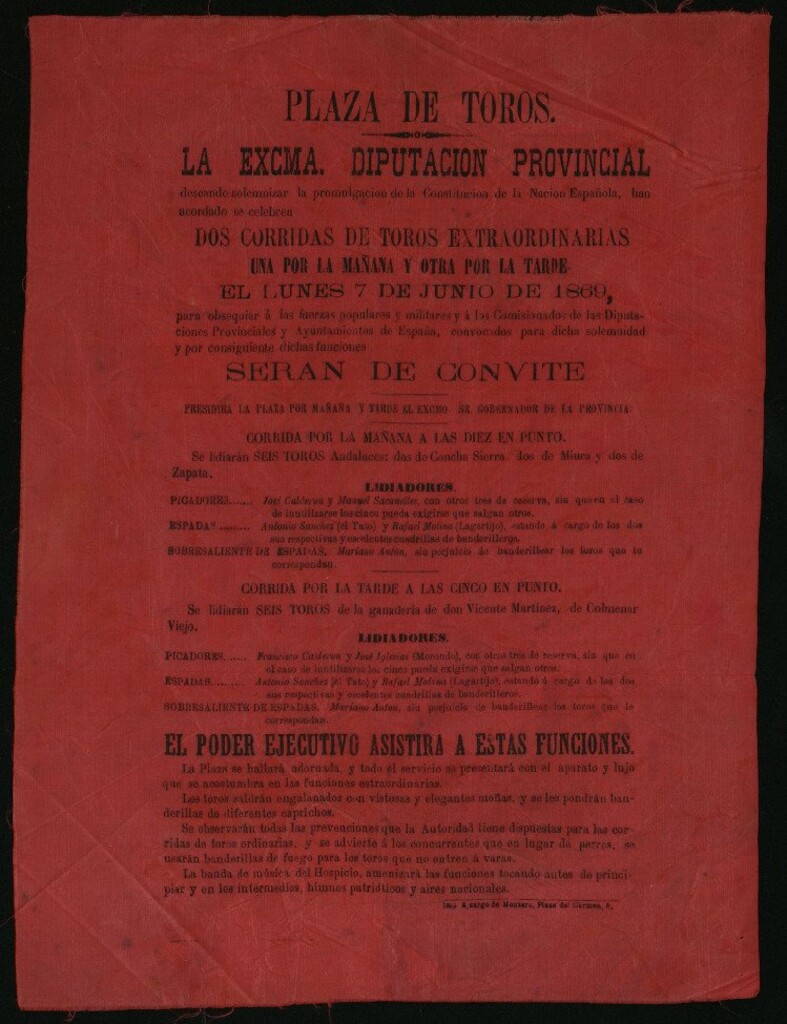 PLAZA DE TOROS.
LA EXCMA. DIPUTACION PROVINCIAL
deseando solemnizar la promulgacion de la Constitucion de la Nacion Española, han
acordado se celebren
DOS CORRIDAS DE TOROS EXTRAORDINARIAS
UNA POR LA MAÑANA Y OTRA POR LA TARDE
EL LUNES 7 DE JUNIO DE 1869,
para obsequiar á las fuerzas populares y militares y á los Comisionados de las Diputa-
ciones Provinciales y Ayuntamientos de España, convocados para dicha solemnidad
y por consiguiente dichas funciones
SERAN DE CONVITE
PRESIDIRA LA PLAZA POR MAÑANA Y TARDE EL EXCMO SR. GOBERNADOR DE LA PROVINCIA
CORRIDA POR LA MAÑANA A LAS DIEZ EN PUNTO.
Se lidiarán SEIS TOROS Andaluces: dos de Concha Sierra, dos de Miura y dos de
Zapata.
LIDIADORES.
PICADORES...... José Calderon y Manuel Sacanelles, con otros tres de reserva, sin que en el caso
de inutilizarse los cinco pueda exigirse que salgan otros.
ESPADAS......... Antonio Sanchez (el Tato) y Rafael Molina (Lagartijo), estando á cargo de los dos
sus respectivas y escelentes cuadrillas de banderilleros.
SOBRESALIENTE DE ESPADAS. Mariano Anton, sin perjuicio de banderillear los toros que le
correspondan.
CORRIDA POR LA TARDE A LAS CINCO EN PUNTO.
Se lidiarán SEIS TOROS de la ganadería de don Vicente Martinez, de Colmenar
Viejo.
LIDIADORES.
PICADORES...... Francisco Calderon y José Iglesias (Morondo), con otros tres de reserva, sin que en
el caso de inutilizarse los cinco pueda exigirse que salgan otros.
ESPADAS......... Antonio Sanchez (el Tato) y Rafael Molina (Lagartijo), estando á cargo de los dos
sus respectivas y escelentes cuadrillas de banderilleros.
SOBRESALIENTE DE ESPADAS. Mariano Anton, sin perjuicio de banderillear los toros que le
correspondan.
EL PODER EJECUTIVO ASISTIRA A ESTAS FUNCIONES.
La Plaza se hallará adornada, y todo el servicio se presentará con el aparato y lujo
que se acostumbra en las funciones estraordinarias.
Los toros saldrán engalanados con vistosas y elegantes moñas, y se les pondrán ban-
derillas de diferentes caprichos.
Se observarán todas las prevenciones que la Autoridad tiene dispuestas para las cor-
ridas de toros ordinarias, y se advierte á los concurrentes que en lugar de perros, se
usarán banderillas de fuego para los toros que no entren á varas.
La banda de música del Hospicio, amenizará las funciones tocando antes de princi-
piar y en los intermedios, himnos patrióticos y aires nacionales.
Imp. á cargo de Montero, Plaza del Cármen, 5.